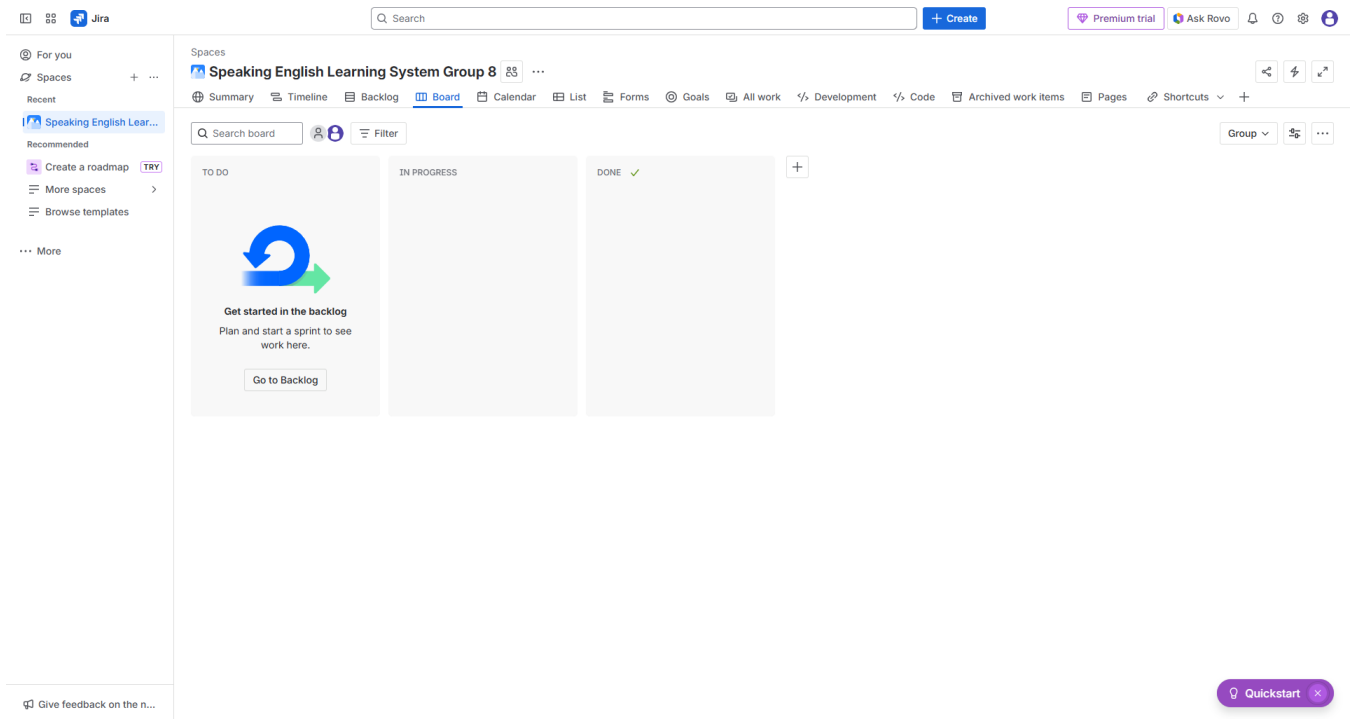 Jira
Search
+ Create
Premium trial
Ask Rovo
For you
Spaces
Recent
Speaking English Lear...
Recommended
Create a roadmap TRY
More spaces
Browse templates
More
Give feedback on the n...
Spaces
Speaking English Learning System Group 8
Summary Timeline Backlog Board Calendar List Forms Goals All work Development Code Archived work items Pages Shortcuts
Search board
Filter
Group
TO DO
Get started in the backlog
Plan and start a sprint to see
work here.
Go to Backlog
IN PROGRESS
DONE
Quickstart